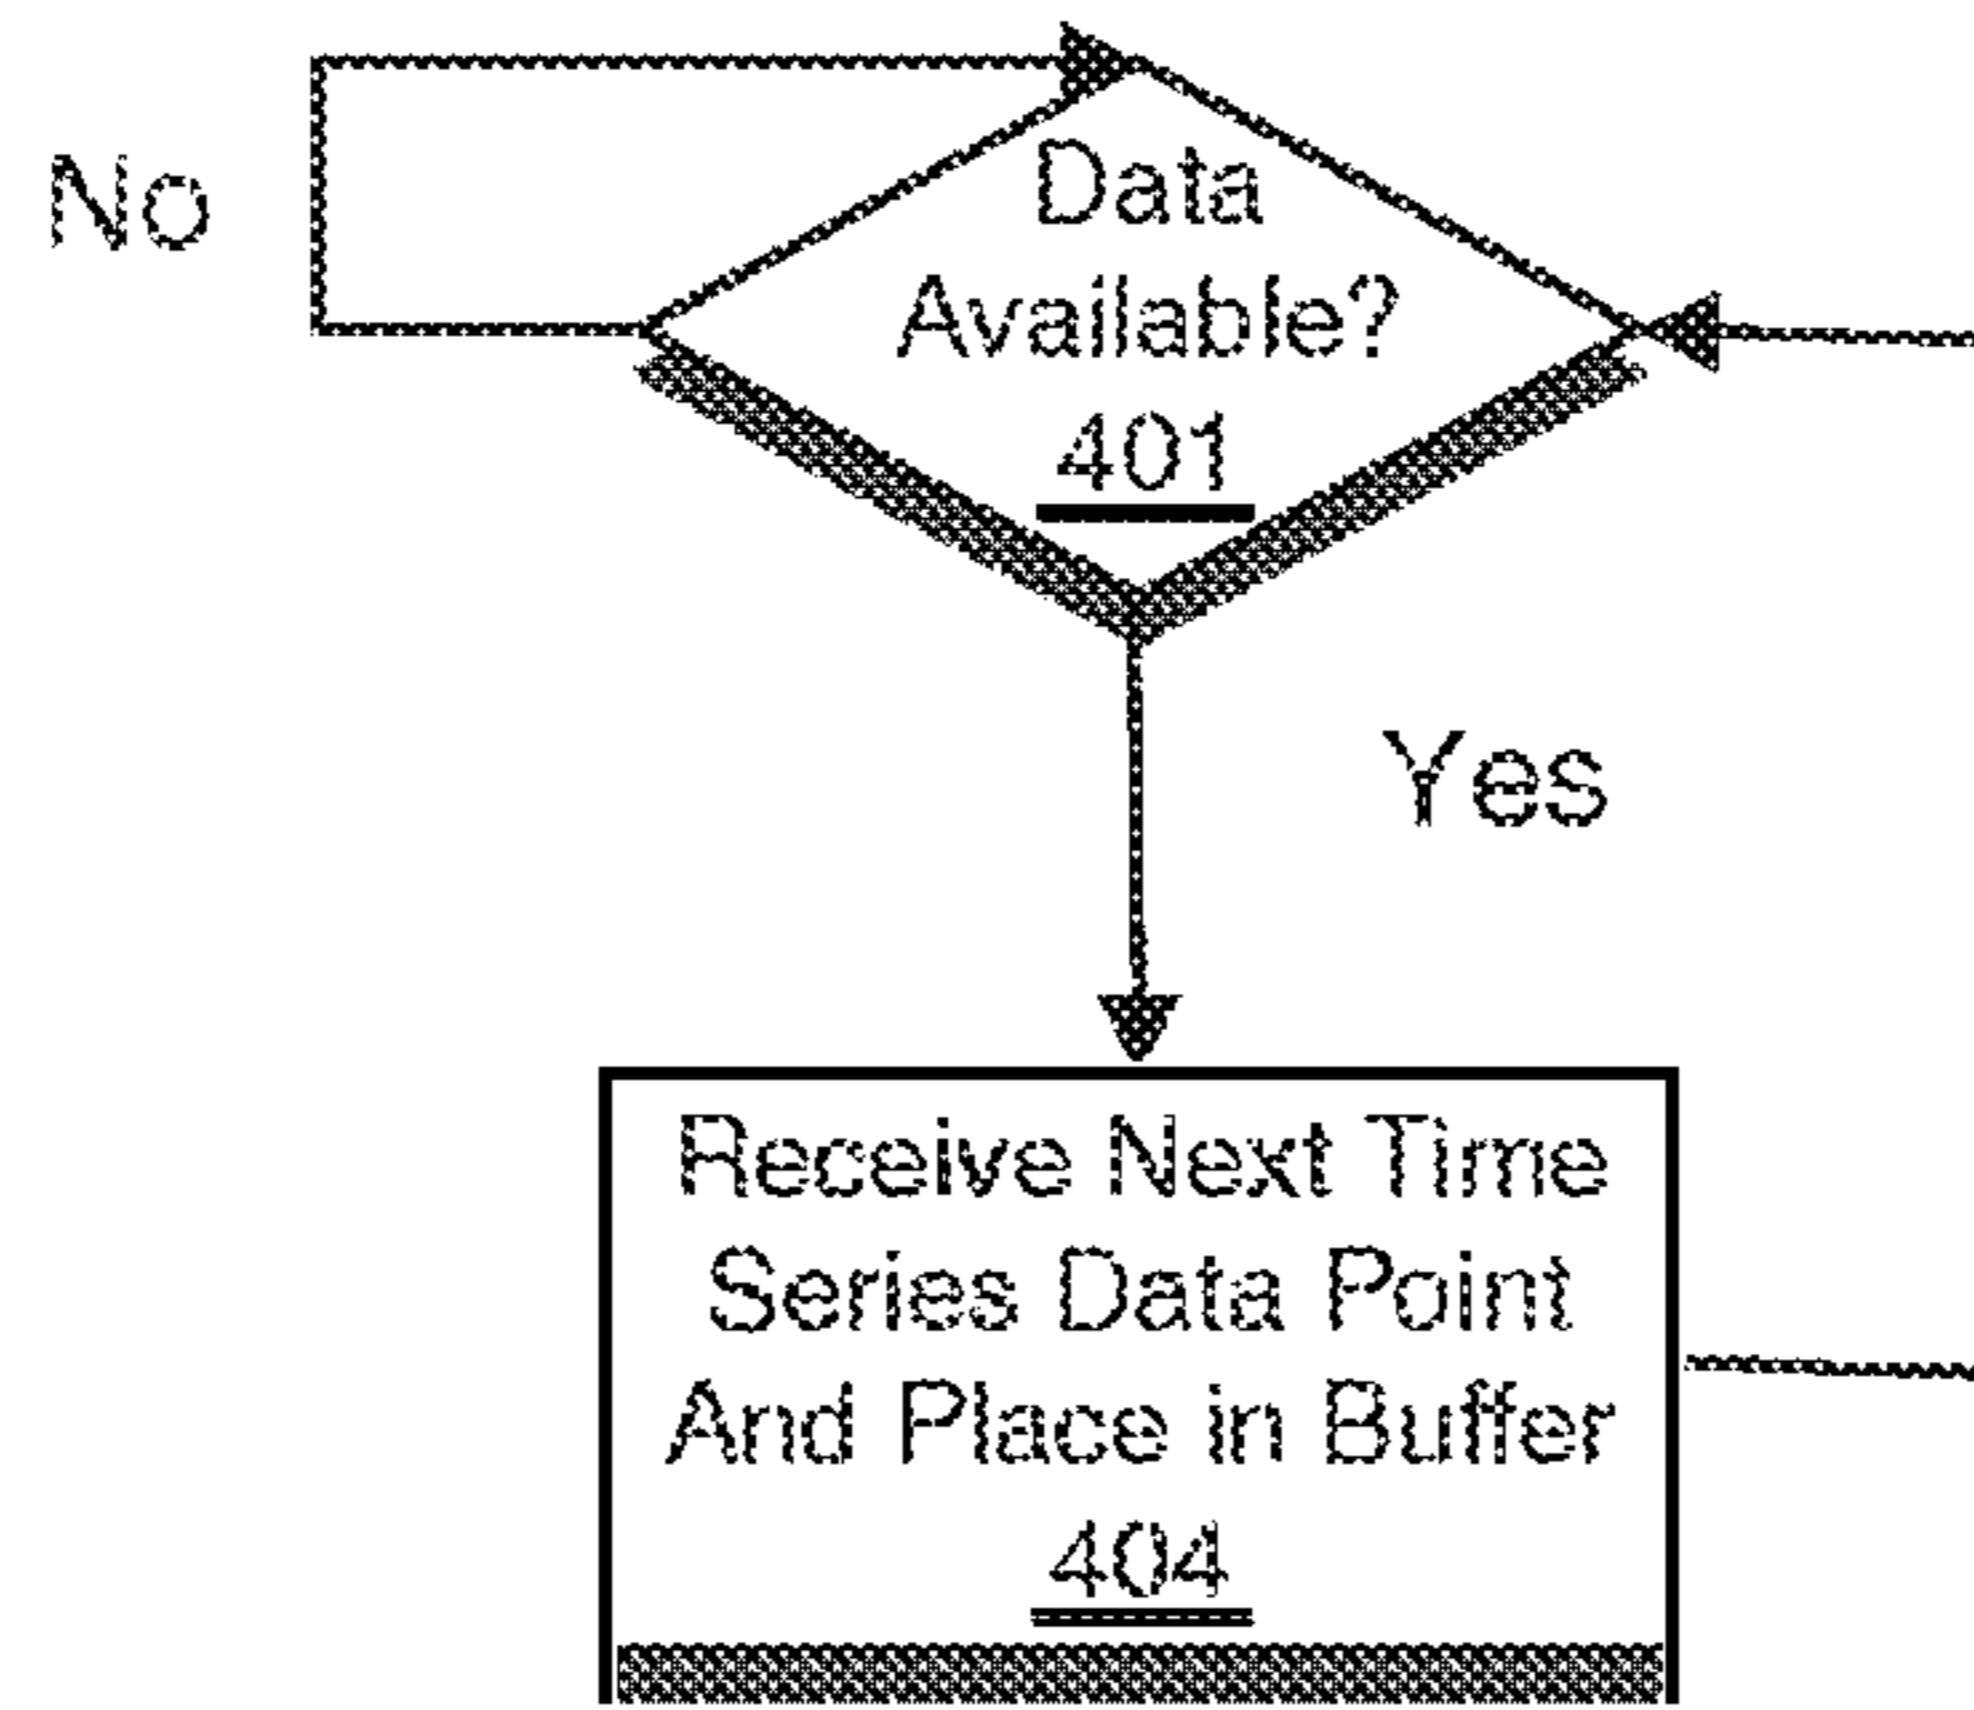 No
Data
Available?
401
Yes
Receive Next Time
Series Data Point
And Place in Buffer
404